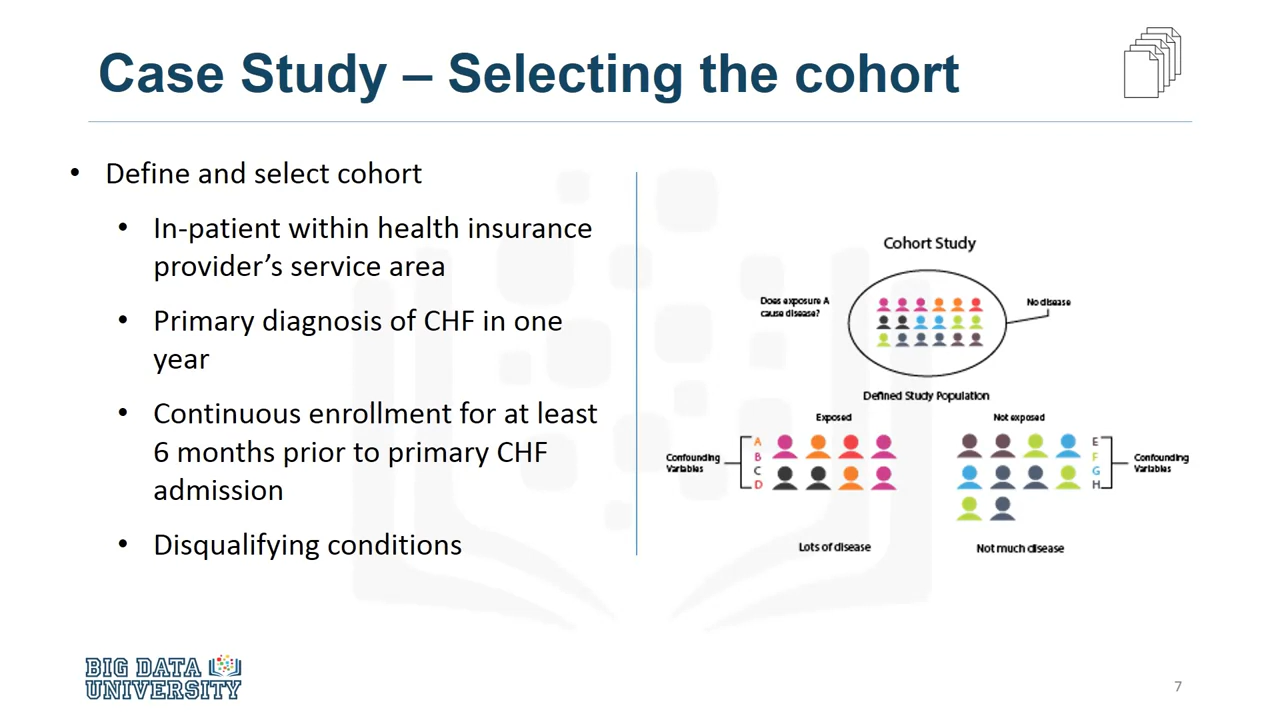 Case Study – Selecting the cohort
• Define and select cohort
• In-patient within health insurance
provider’s service area
• Primary diagnosis of CHF in one
year
• Continuous enrollment for at least
6 months prior to primary CHF
admission
• Disqualifying conditions
Cohort Study
Does exposure A
cause disease?
No disease
Defined Study Population
Exposed
Confounding
Variables
A
B
C
D
Lots of disease
Not exposed
E
F
G
H
Confounding
Variables
Not much disease
BIG DATA
UNIVERSITY
7